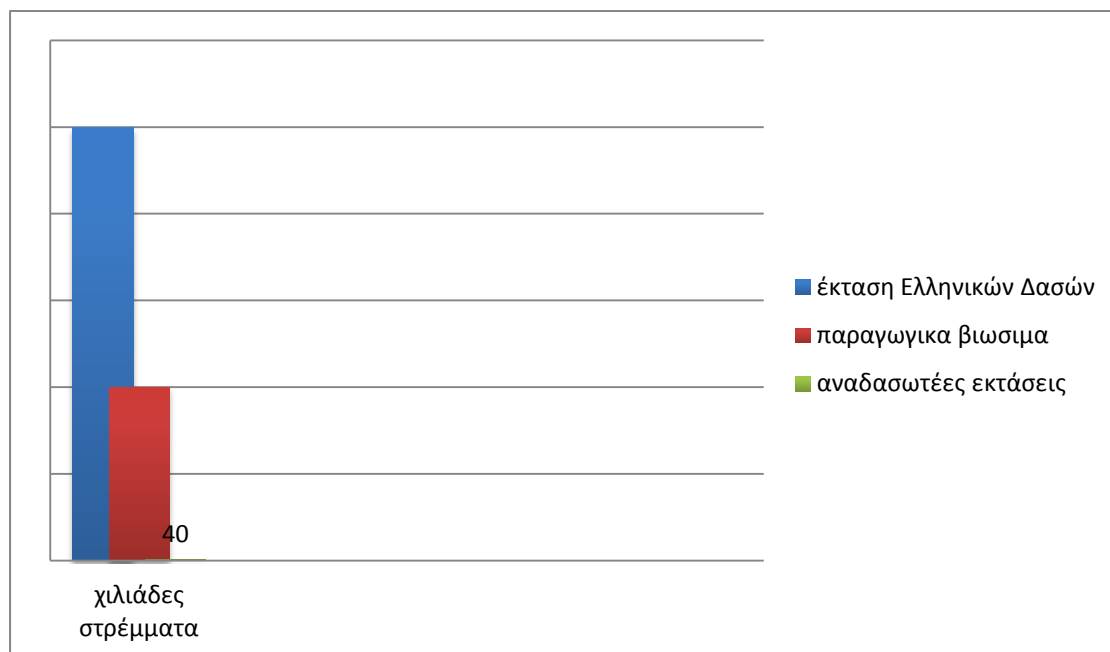 έκταση Ελληνικών Δασών
παραγωγικα βιωσιμα
αναδασωτέες εκτάσεις
40
χιλιάδες
στρέμματα